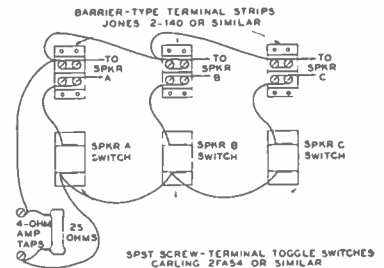 BARRIER-TYPE TERMINAL STRIPS
JONES 2-140 OR SIMILAR
TO
SPKR
A
TO
SPKR
B
TO
SPKR
C
SPKR A
SWITCH
SPKR B
SWITCH
SPKR C
SWITCH
4-OHM
AMP
TAPS
25
OHMS
SPST SCREW-TERMINAL TOGGLE SWITCHES
CARLING 2FA54 OR SIMILAR